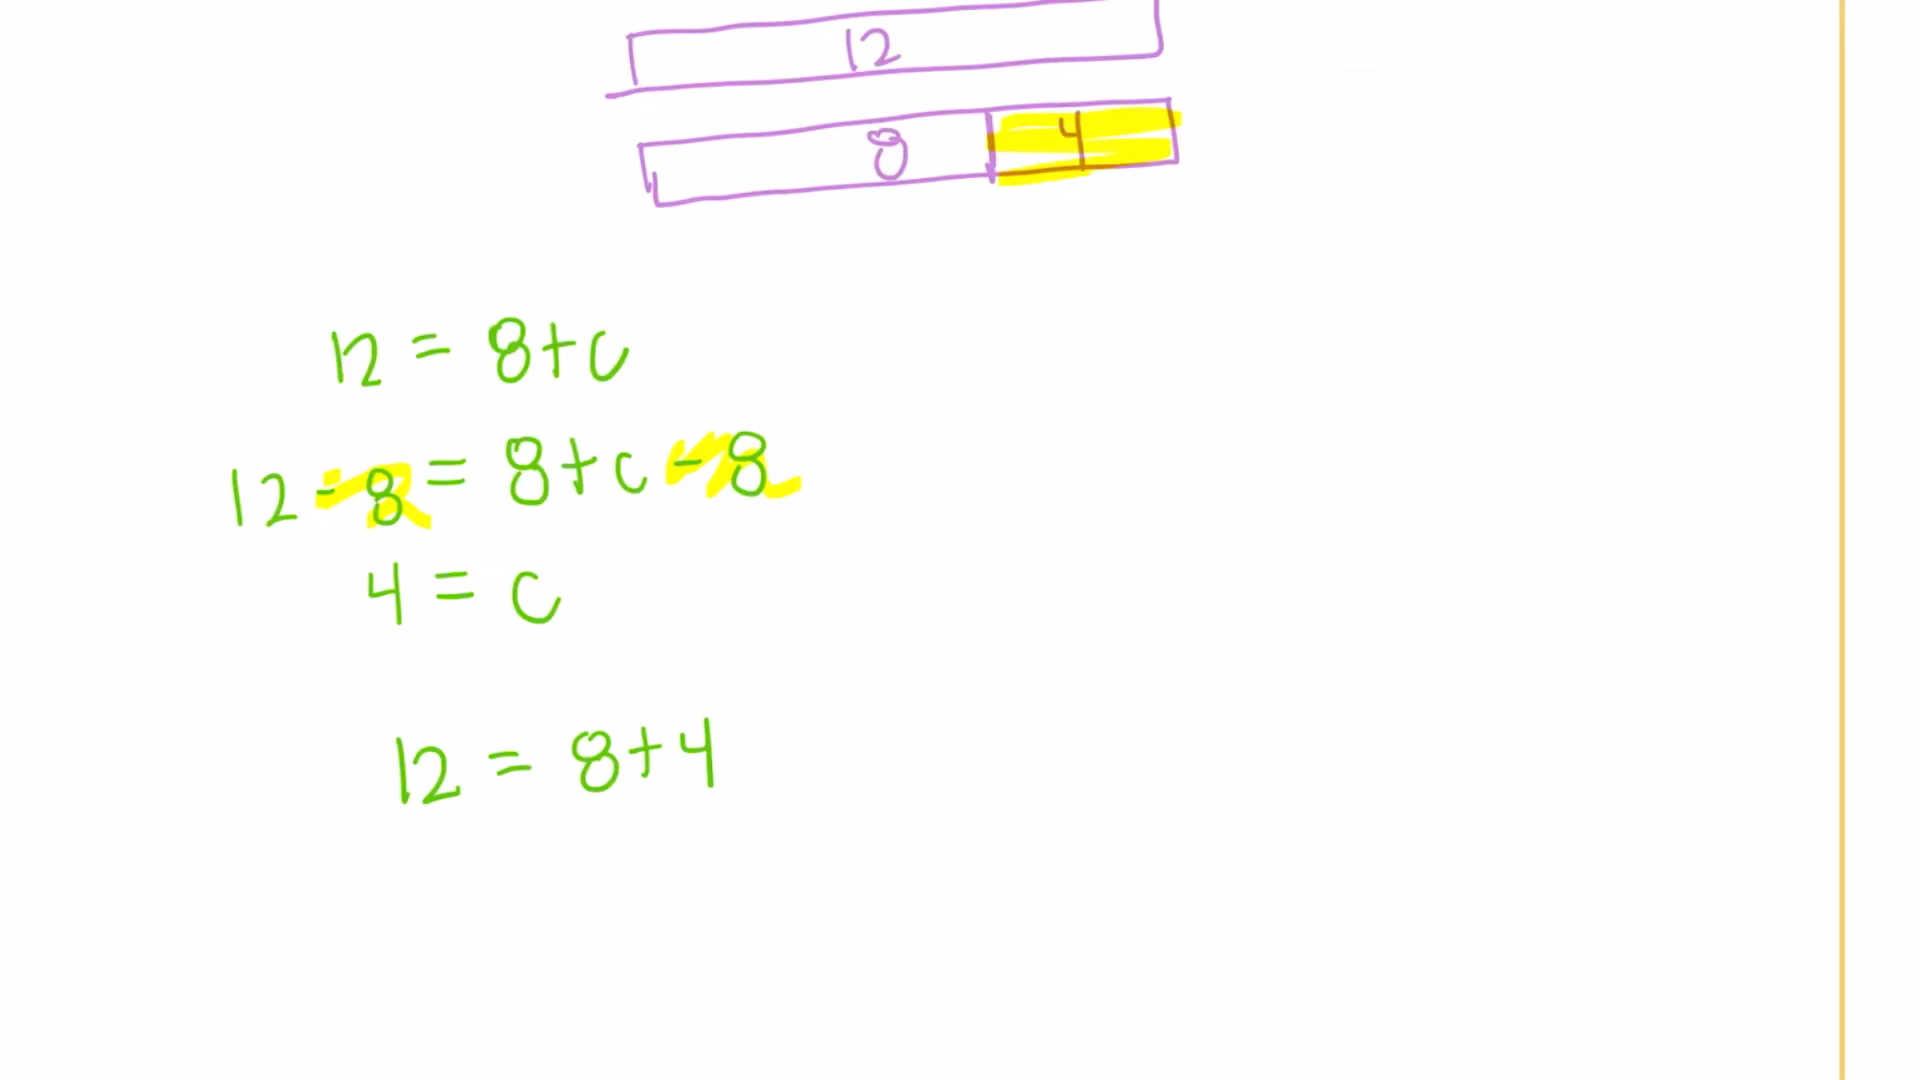 12
8 4
12 = 8+c
12 - 8 = 8+c - 8
4 = c
12 = 8+4